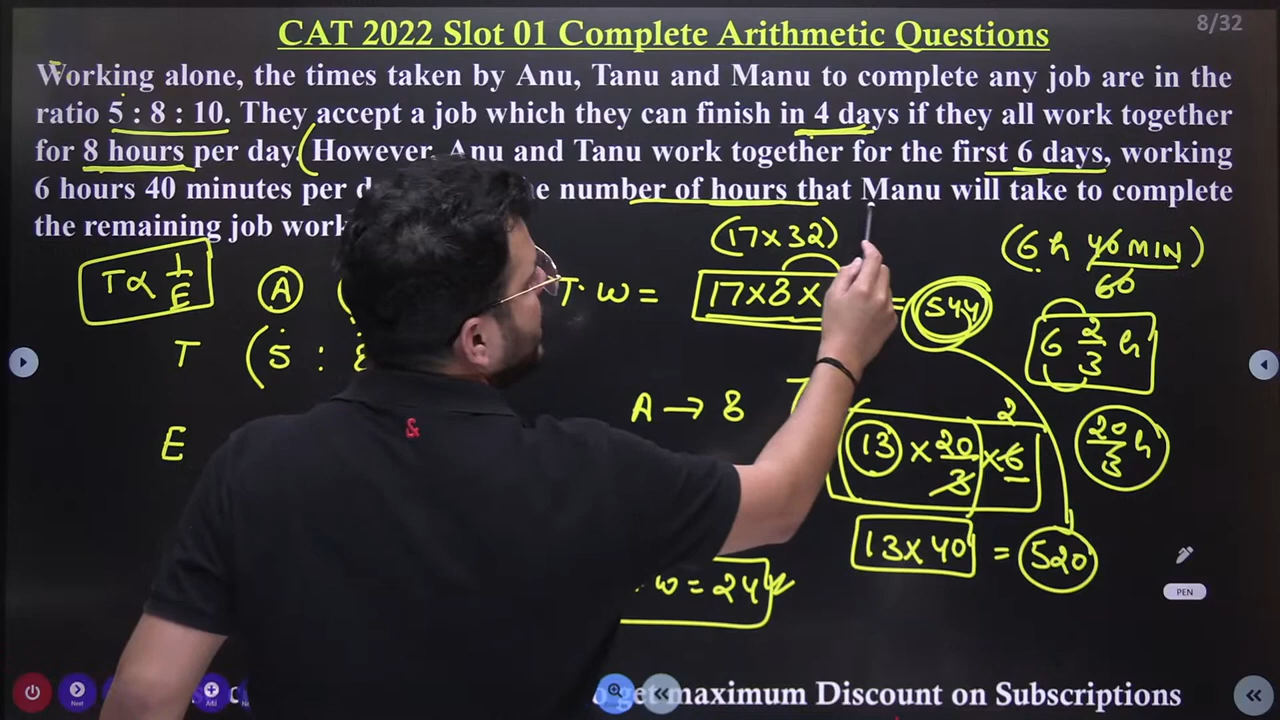 8/32
CAT 2022 Slot 01 Complete Arithmetic Questions
Working alone, the times taken by Anu, Tanu and Manu to complete any job are in the
ratio 5 : 8 : 10. They accept a job which they can finish in 4 days if they all work together
for 8 hours per day. However, Anu and Tanu work together for the first 6 days, working
6 hours 40 minutes per number of hours that Manu will take to complete
the remaining job
(17×32)
(6 h 40 MIN)
60
T ∝ 1/E
A
T. W = 17×8× = 544
6 2/3 h
T (5 :
A → 8
2
13 × 20/3 × 6
20/3 h
E
13×40 = 520
W = 24
PEN
Next
Add
get maximum Discount on Subscriptions